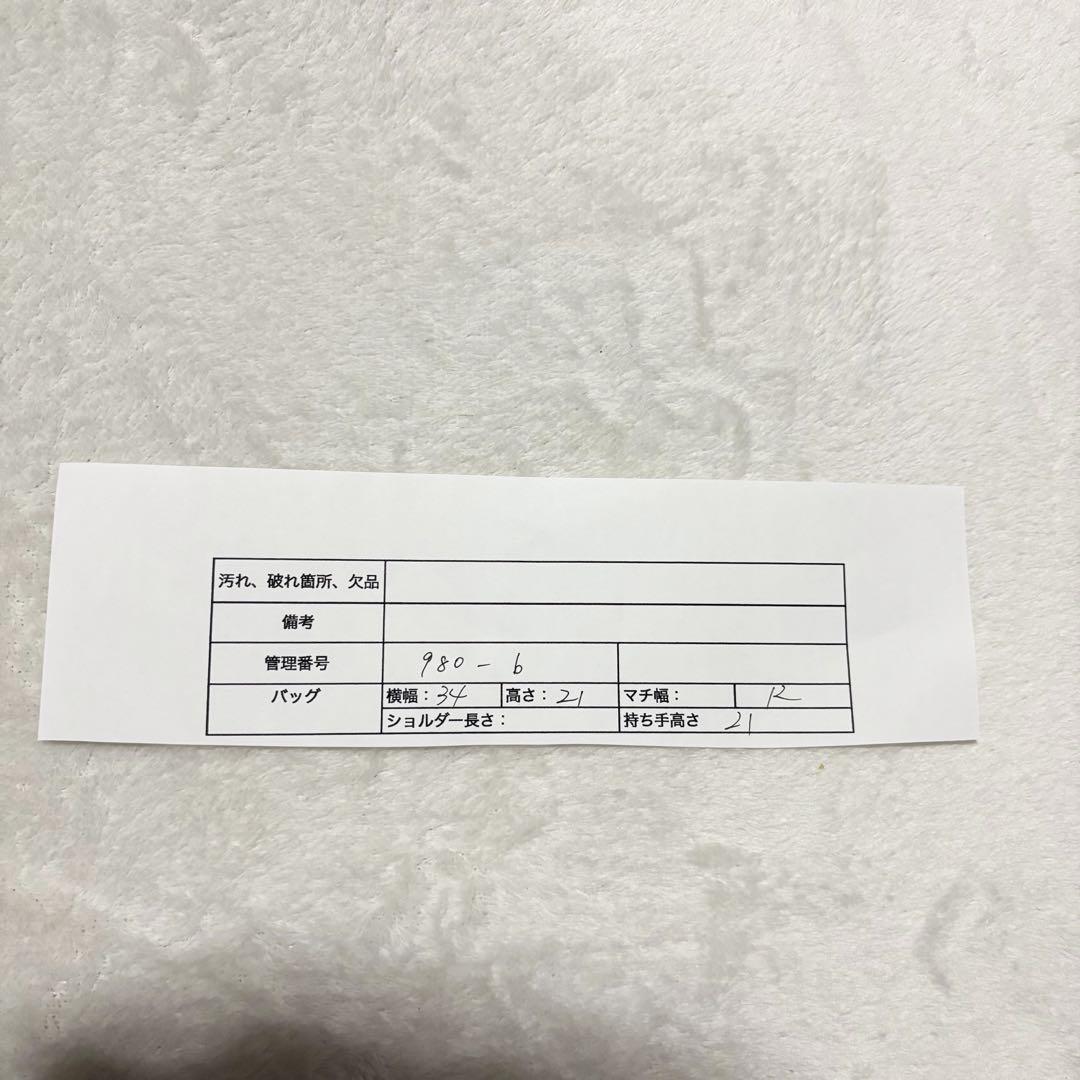 汚れ、破れ箇所、欠品
備考
管理番号 980-b
バッグ 横幅：34 高さ：21 マチ幅： 12
ショルダー長さ： 持ち手高さ 21